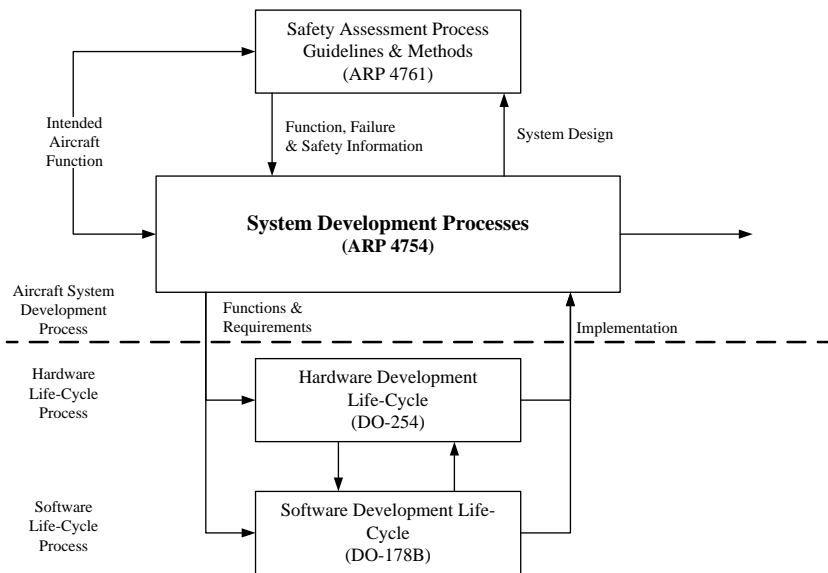 Safety Assessment Process
Guidelines & Methods
(ARP 4761)
Intended
Aircraft
Function
Function, Failure
& Safety Information
System Design
System Development Processes
(ARP 4754)
Aircraft System
Development
Process
Functions &
Requirements
Implementation
Hardware
Life-Cycle
Process
Hardware Development
Life-Cycle
(DO-254)
Software
Life-Cycle
Process
Software Development Life-
Cycle
(DO-178B)